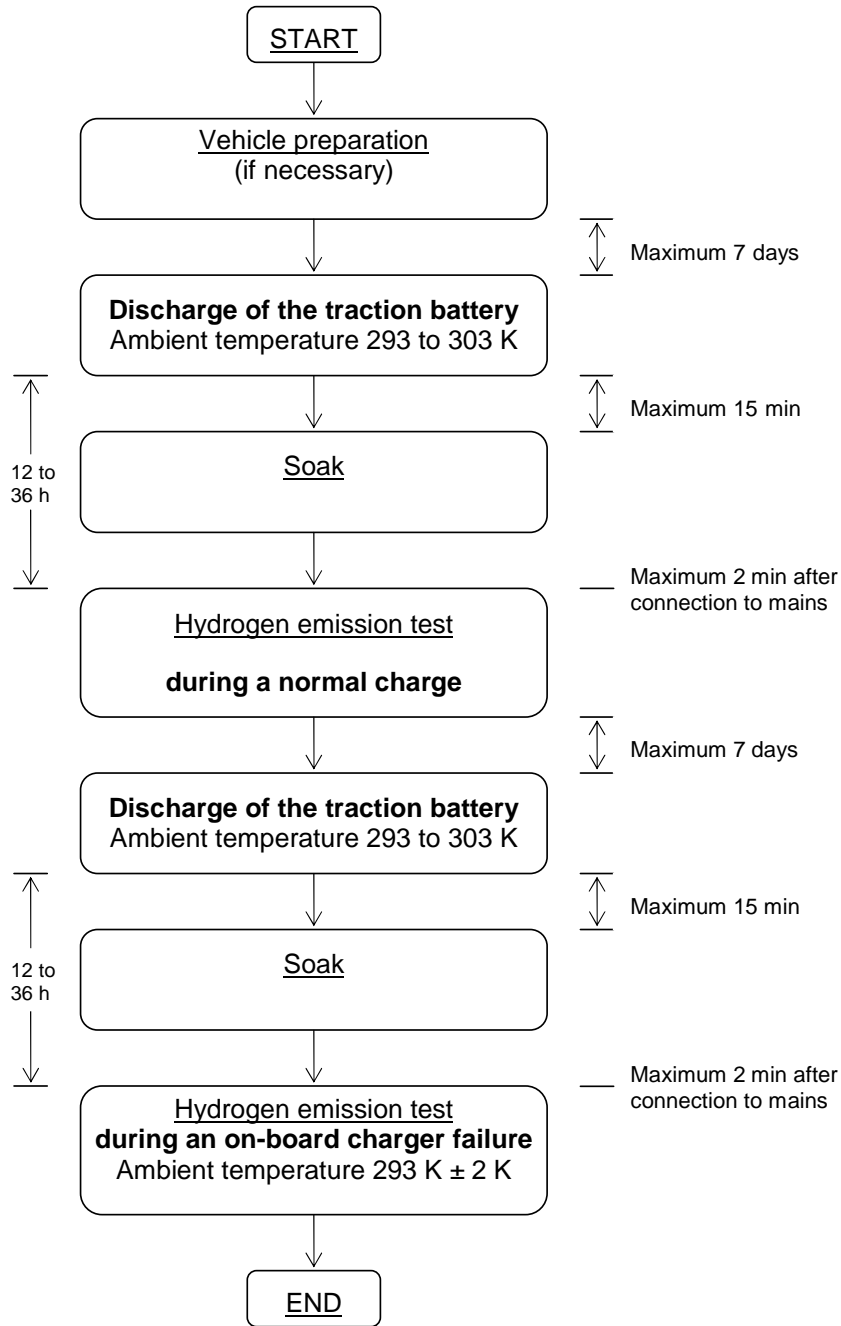 START
Vehicle preparation
(if necessary)
Maximum 7 days
Discharge of the traction battery
Ambient temperature 293 to 303 K
Maximum 15 min
12 to
36 h
Soak
Maximum 2 min after
connection to mains
Hydrogen emission test
during a normal charge
Maximum 7 days
Discharge of the traction battery
Ambient temperature 293 to 303 K
Maximum 15 min
12 to
36 h
Soak
Maximum 2 min after
connection to mains
Hydrogen emission test
during an on-board charger failure
Ambient temperature 293 K ± 2 K
END